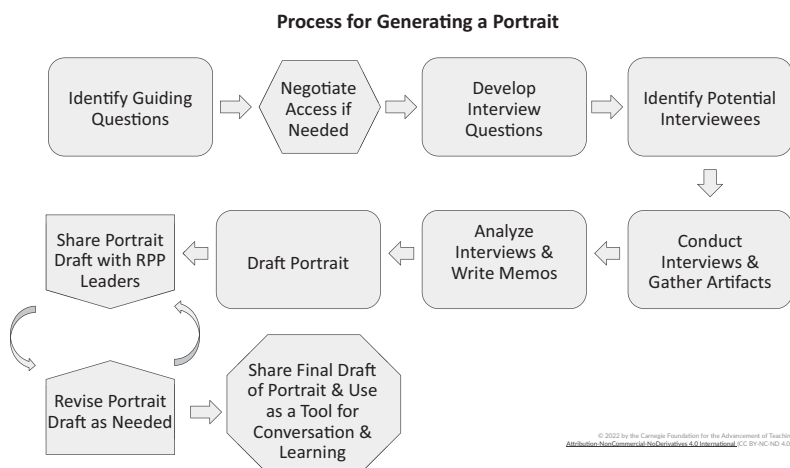 Process for Generating a Portrait
Identify Guiding
Questions
Negotiate
Access if
Needed
Develop
Interview
Questions
Identify Potential
Interviewees
Conduct
Interviews &
Gather Artifacts
Analyze
Interviews &
Write Memos
Draft Portrait
Share Portrait
Draft with RPP
Leaders
Revise Portrait
Draft as Needed
Share Final Draft
of Portrait & Use
as a Tool for
Conversation &
Learning
© 2022 by the Carnegie Foundation for the Advancement of Teachin
Attribution-NonCommercial-NoDerivatives 4.0 International (CC BY-NC-ND 4.0